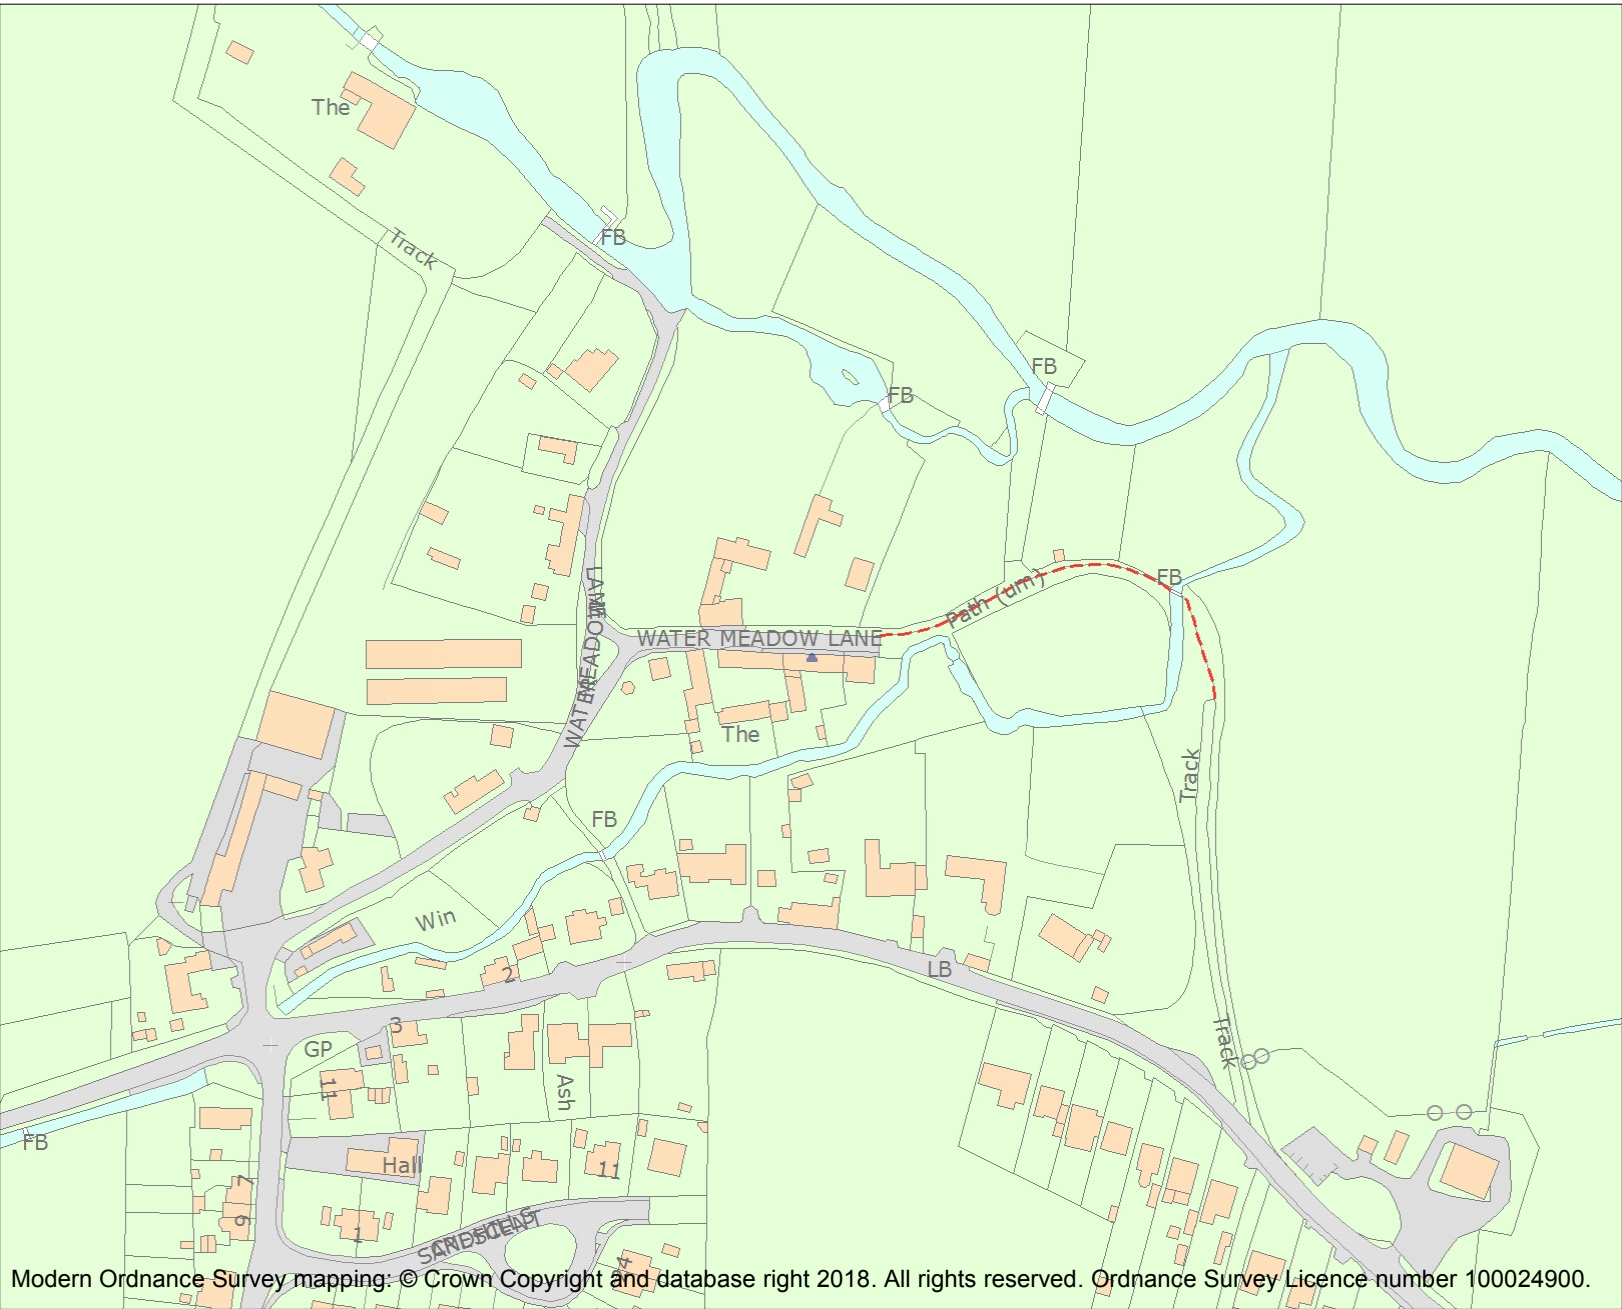 The
Track
FB
FB
FB
FB
Path (um)
WATER MEADOW LANE
WATER MEADOW LANE
The
Track
FB
Win
2
LB
3
GP
11
Ash
Track
FB
Hall
11
7
6
1
CRESCENT
24
Modern Ordnance Survey mapping: © Crown Copyright and database right 2018. All rights reserved. Ordnance Survey Licence number 100024900.